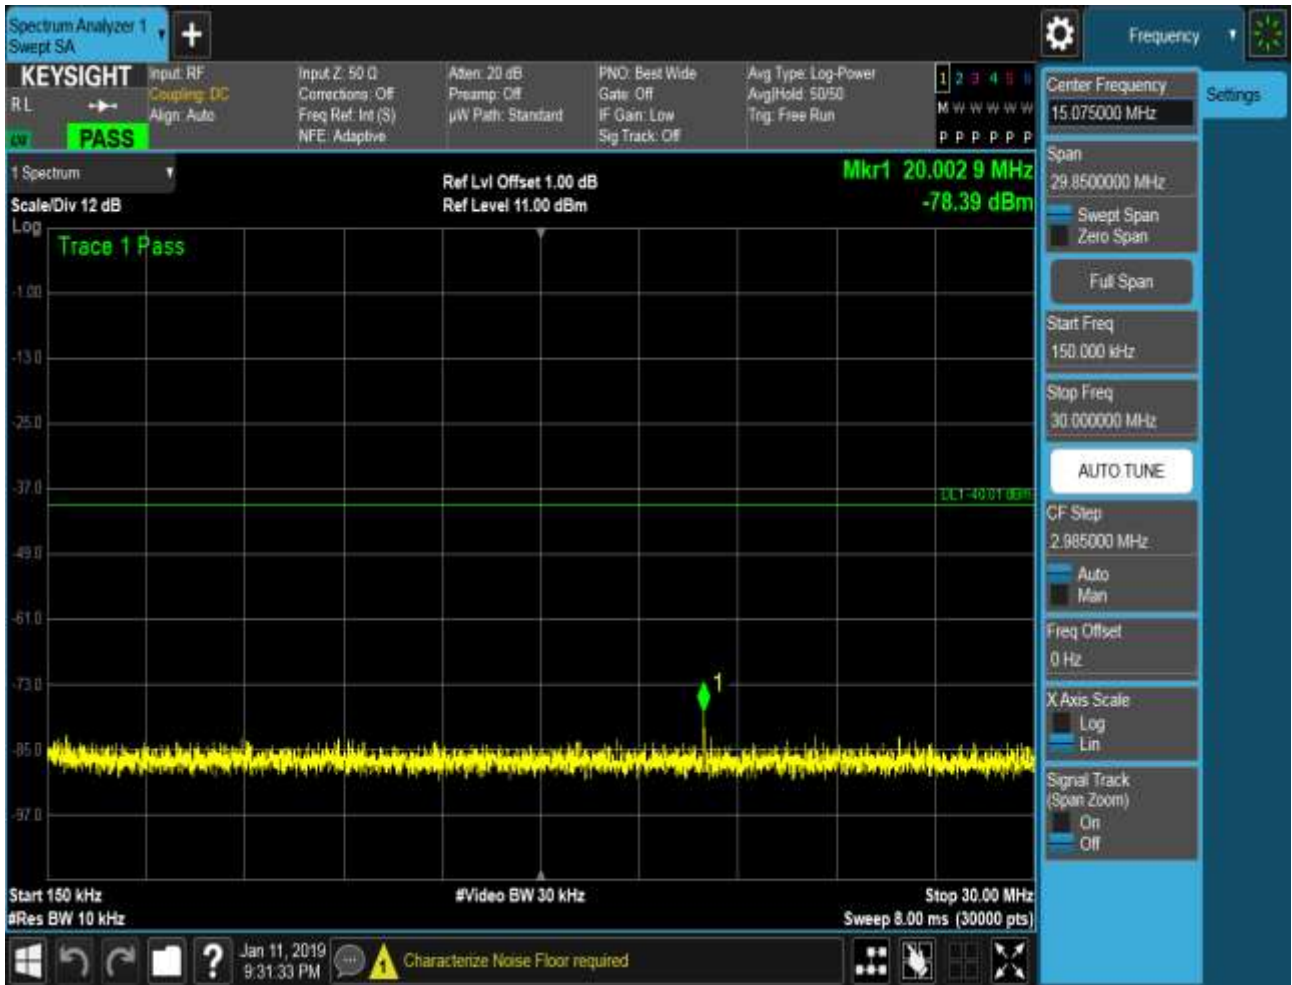 Spectrum Analyzer 1
Swept SA
Frequency
KEYSIGHT
R L
PASS
Input: RF
Coupling: DC
Align: Auto
Input Z: 50 Ω
Corrections: Off
Freq Ref: Int (S)
NFE: Adaptive
Atten: 20 dB
Preamp: Off
µW Path: Standard
PNO: Best Wide
Gate: Off
IF Gain: Low
Sig Track: Off
Avg Type: Log-Power
Avg|Hold: 50/50
Trig: Free Run
1 2 3 4 5 6
M W W W W W
P P P P P P
Center Frequency
15.075000 MHz
Settings
Span
29.8500000 MHz
Swept Span
Zero Span
Full Span
Start Freq
150.000 kHz
Stop Freq
30.000000 MHz
AUTO TUNE
CF Step
2.985000 MHz
Auto
Man
Freq Offset
0 Hz
X Axis Scale
Log
Lin
Signal Track
(Span Zoom)
On
Off
1 Spectrum
Scale/Div 12 dB
Log
Ref Lvl Offset 1.00 dB
Ref Level 11.00 dBm
Mkr1 20.002 9 MHz
-78.39 dBm
Trace 1 Pass
-1.00
-13.0
-25.0
-37.0
DL1 -40.01 dBm
-49.0
-61.0
-73.0
1
-85.0
-97.0
Start 150 kHz
#Video BW 30 kHz
Stop 30.00 MHz
#Res BW 10 kHz
Sweep 8.00 ms (30000 pts)
?
Jan 11, 2019
9:31:33 PM
1
Characterize Noise Floor required